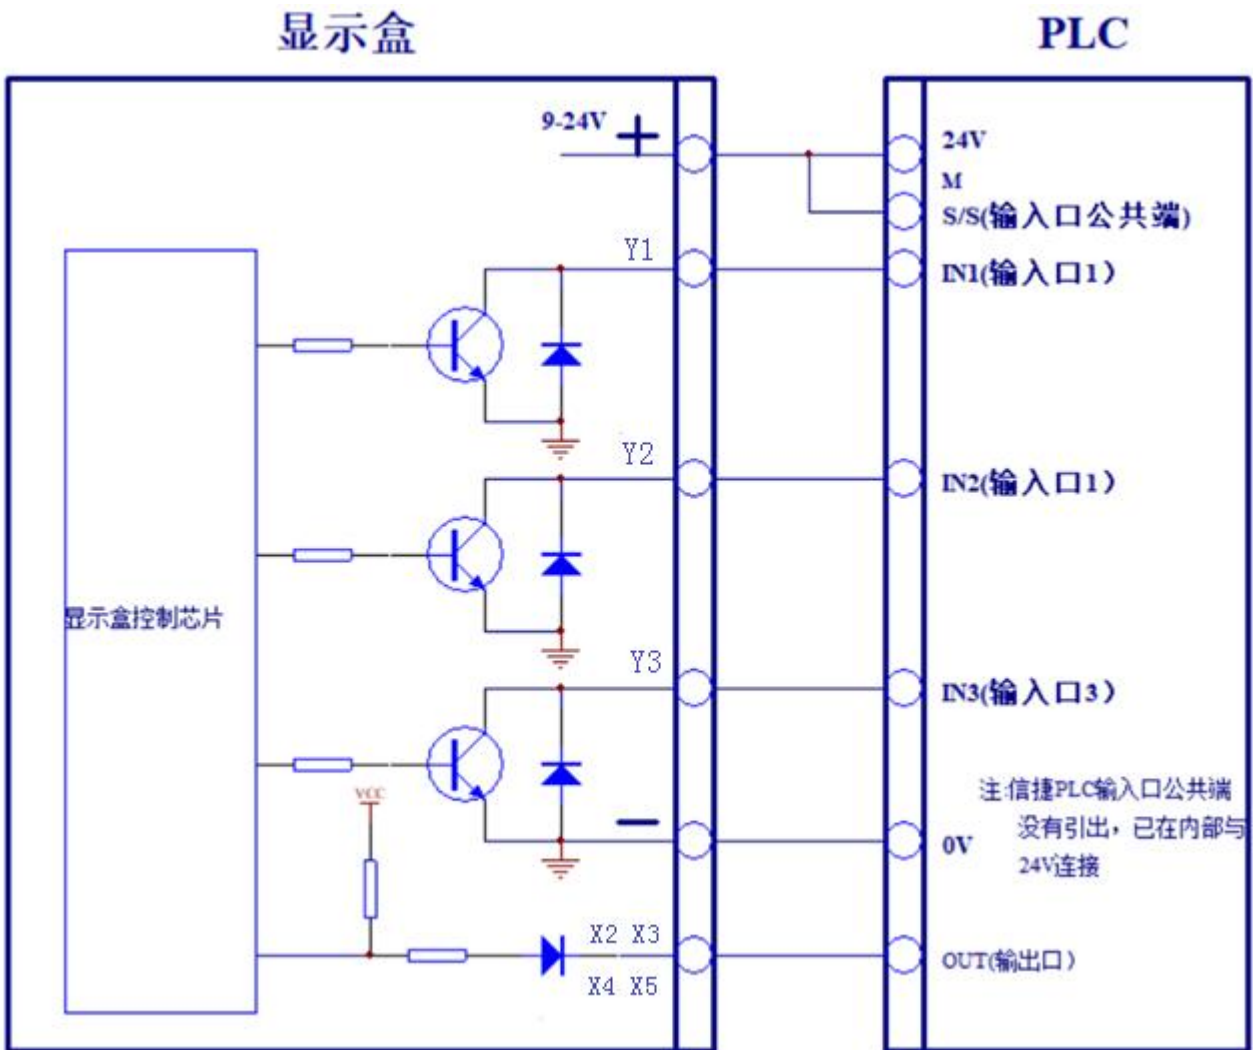 显示盒
PLC
9-24V
24V
M
S/S(输入口公共端)
Y1
IN1(输入口1)
Y2
IN2(输入口1)
显示盒控制芯片
Y3
IN3(输入口3)
VCC
注:信捷PLC输入口公共端
没有引出，已在内部与
24V连接
0V
X2 X3
OUT(输出口)
X4 X5